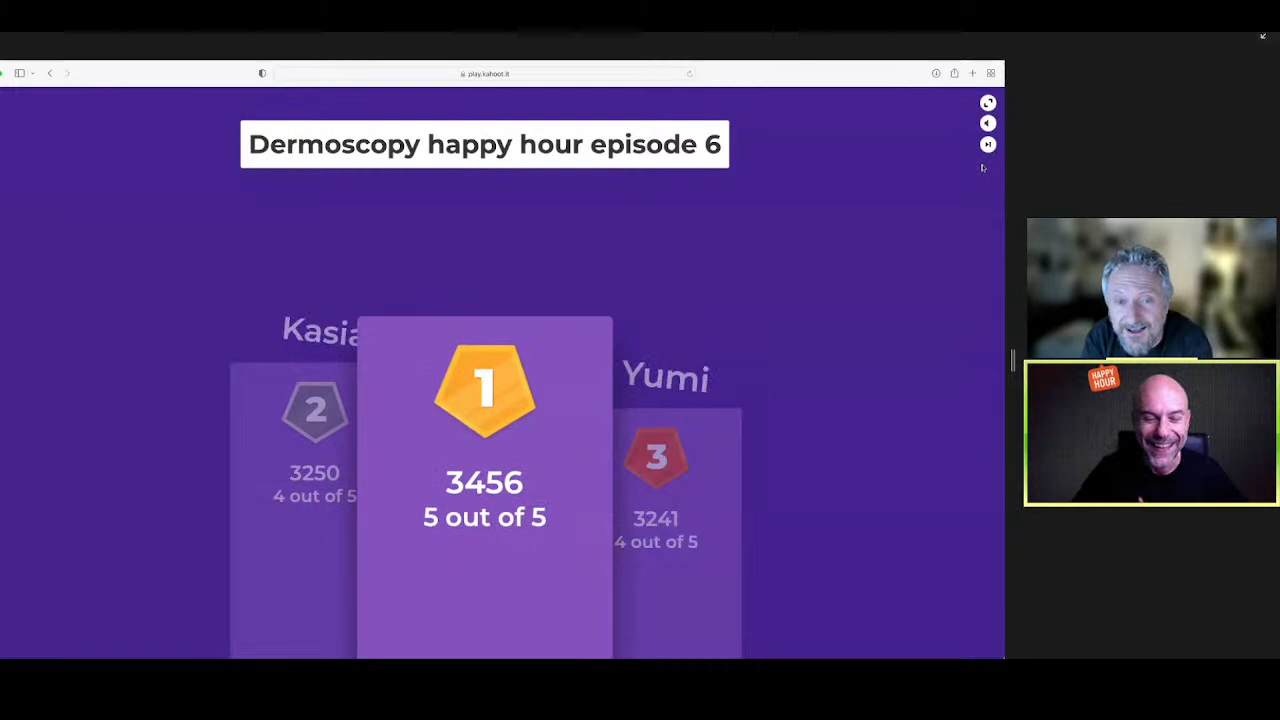 play.kahoot.it
Dermoscopy happy hour episode 6
Kasia
2
3250
4 out of 5
1
3456
5 out of 5
Yumi
3
3241
4 out of 5
HAPPY
HOUR